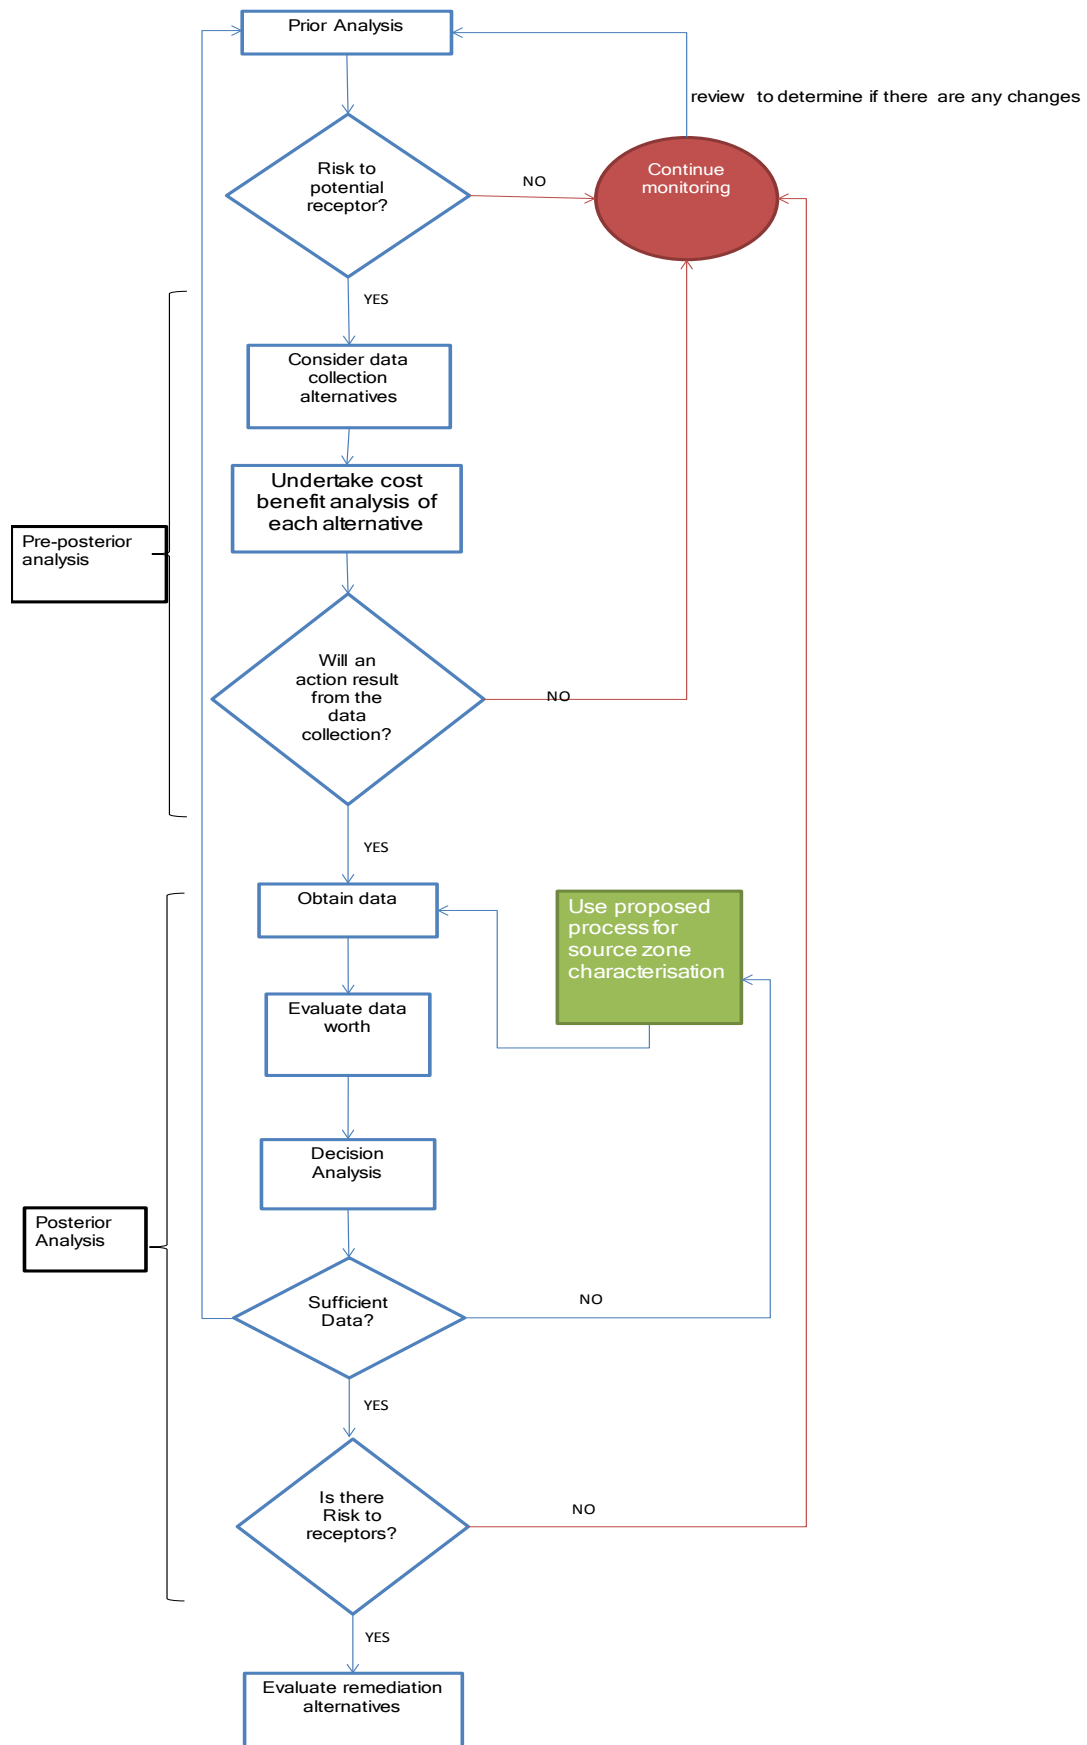 Prior Analysis
review to determine if there are any changes
Risk to
potential
receptor?
NO
Continue
monitoring
YES
Consider data
collection
alternatives
Undertake cost
benefit analysis of
each alternative
Pre-posterior
analysis
Will an
action result
from the
data
collection?
NO
YES
Obtain data
Use proposed
process for
source zone
characterisation
Evaluate data
worth
Decision
Analysis
Posterior
Analysis
Sufficient
Data?
NO
YES
Is there
Risk to
receptors?
NO
YES
Evaluate remediation
alternatives